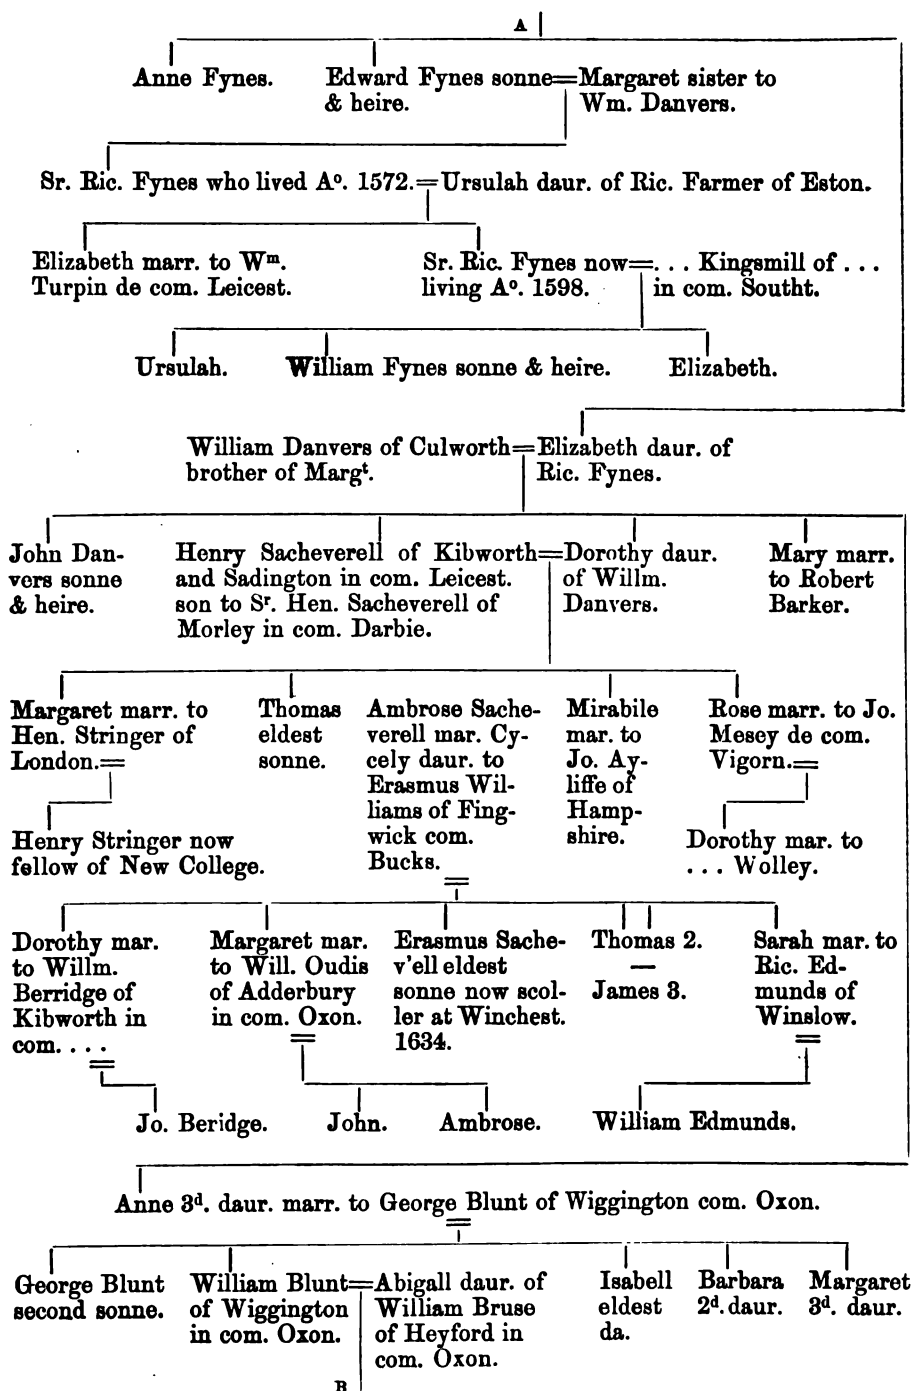 A
Anne Fynes.
Edward Fynes sonne=Margaret sister to
& heire.
Wm. Danvers.
Sr. Ric. Fynes who lived Aº. 1572.=Ursulah daur. of Ric. Farmer of Eston.
Elizabeth marr. to Wᵐ.
Turpin de com. Leicest.
Sr. Ric. Fynes now=... Kingsmill of ...
living Aº. 1598.
in com. Southt.
Ursulah.
William Fynes sonne & heire.
Elizabeth.
William Danvers of Culworth=Elizabeth daur. of
brother of Margᵗ.
Ric. Fynes.
John Dan-
vers sonne
& heire.
Henry Sacheverell of Kibworth=Dorothy daur.
and Sadington in com. Leicest.
son to Sʳ. Hen. Sacheverell of
Morley in com. Darbie.
of Willm.
Danvers.
Mary marr.
to Robert
Barker.
Margaret marr. to
Hen. Stringer of
London.=
Thomas
eldest
sonne.
Ambrose Sache-
verell mar. Cy-
cely daur. to
Erasmus Wil-
liams of Fing-
wick com.
Bucks.
=
Mirabile
mar. to
Jo. Ay-
liffe of
Hamp-
shire.
Rose marr. to Jo.
Mesey de com.
Vigorn.=
Henry Stringer now
fellow of New College.
Dorothy mar. to
... Wolley.
Dorothy mar.
to Willm.
Berridge of
Kibworth in
com. ....
=
Margaret mar.
to Will. Oudis
of Adderbury
in com. Oxon.
=
Erasmus Sache-
v'ell eldest
sonne now scol-
ler at Winchest.
1634.
Thomas 2.
—
James 3.
Sarah mar. to
Ric. Ed-
munds of
Winslow.
=
Jo. Beridge.
John.
Ambrose.
William Edmunds.
Anne 3ᵈ. daur. marr. to George Blunt of Wiggington com. Oxon.
=
George Blunt
second sonne.
William Blunt=Abigall daur. of
of Wiggington
in com. Oxon.
William Bruse
of Heyford in
com. Oxon.
Isabell
eldest
da.
Barbara
2ᵈ. daur.
Margaret
3ᵈ. daur.
B